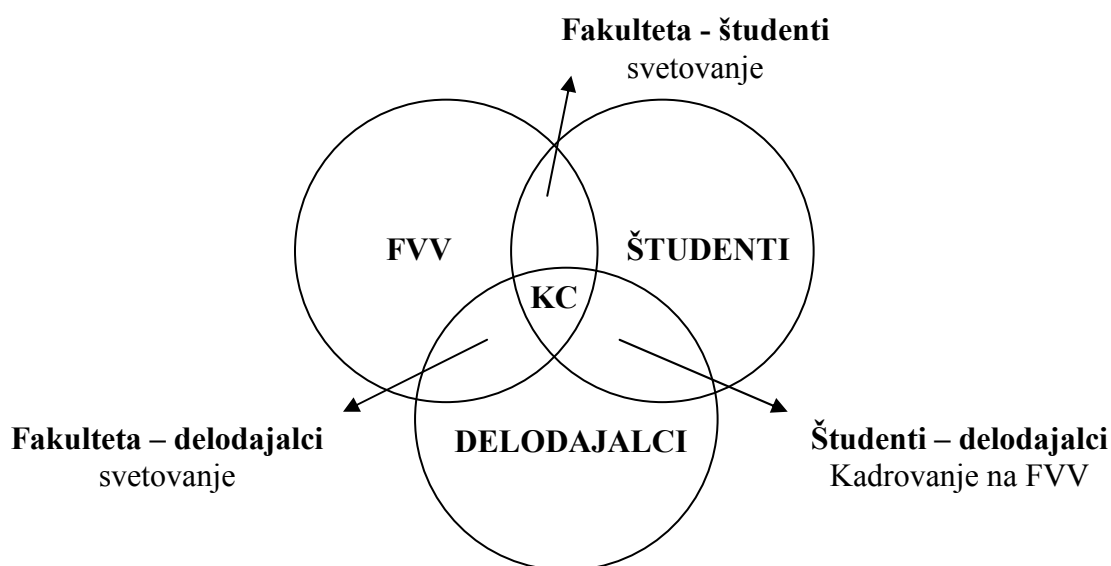 Fakulteta - študenti
svetovanje
FVV
ŠTUDENTI
KC
Fakulteta – delodajalci
svetovanje
DELODAJALCI
Študenti – delodajalci
Kadrovanje na FVV